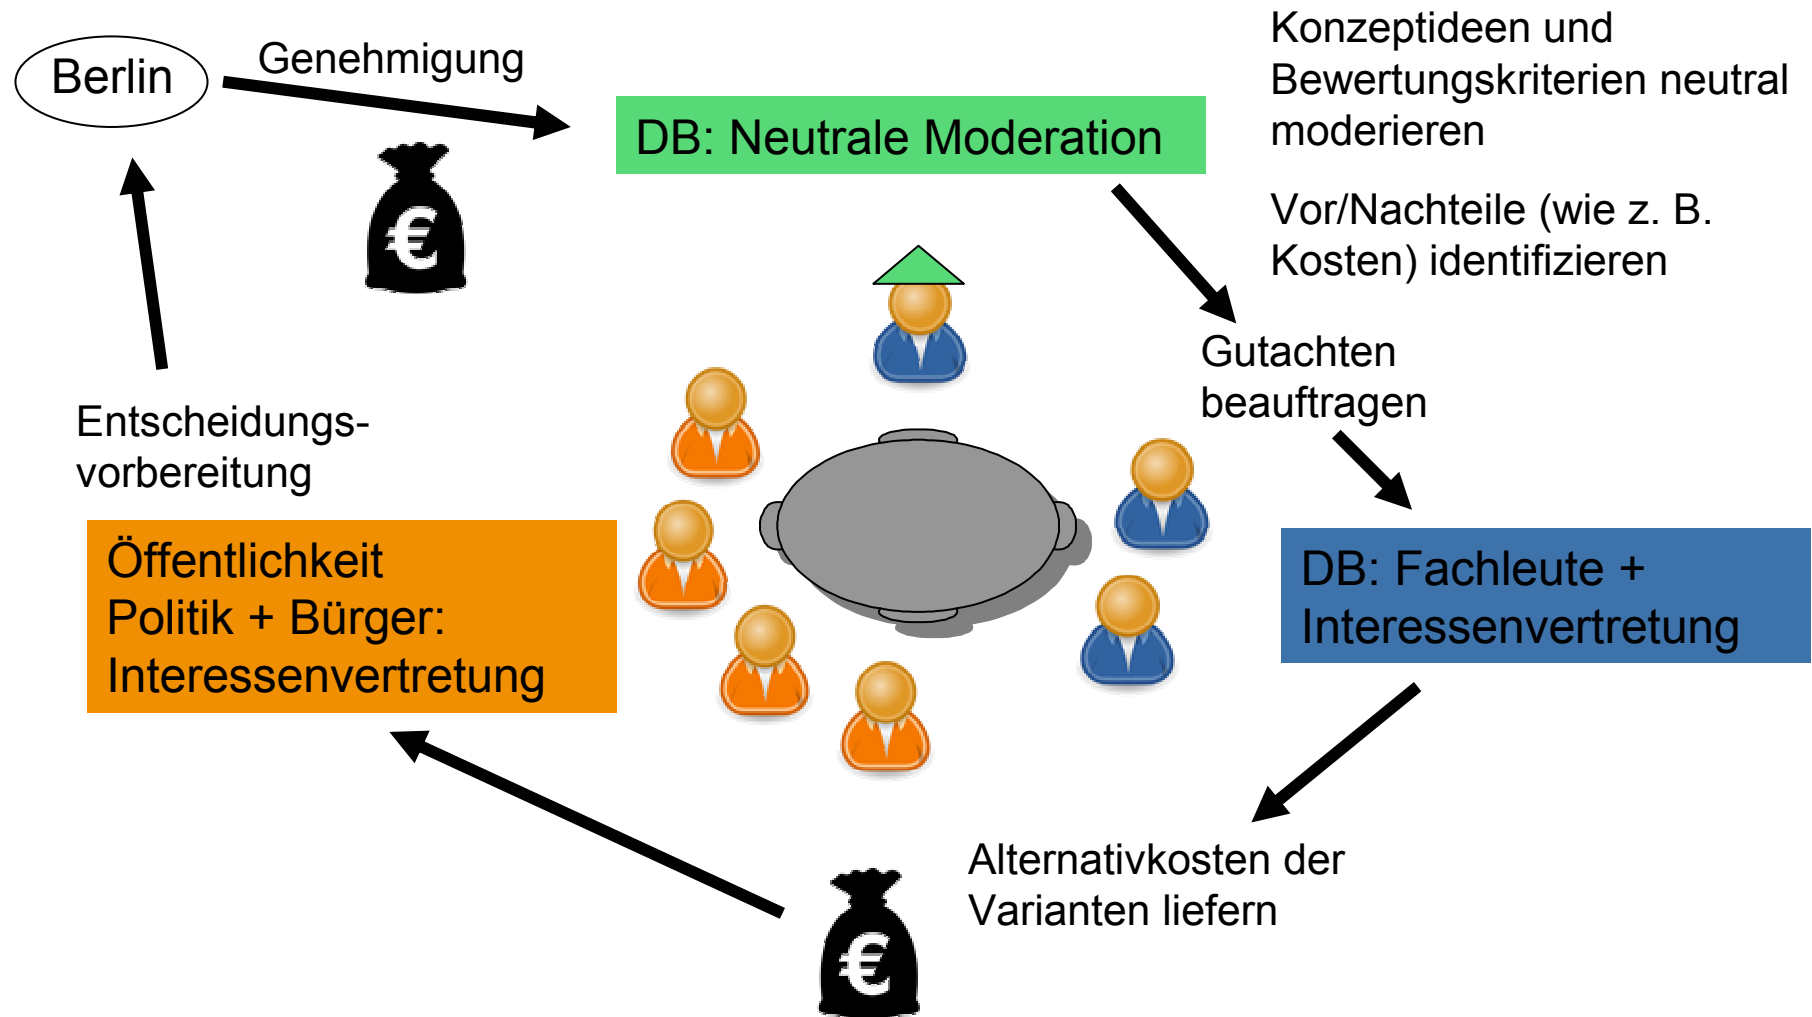 Berlin
Genehmigung
€
DB: Neutrale Moderation
Konzeptideen und
Bewertungskriterien neutral
moderieren
Vor/Nachteile (wie z. B.
Kosten) identifizieren
Gutachten
beauftragen
Entscheidungs-
vorbereitung
Öffentlichkeit
Politik + Bürger:
Interessenvertretung
DB: Fachleute +
Interessenvertretung
Alternativkosten der
Varianten liefern
€